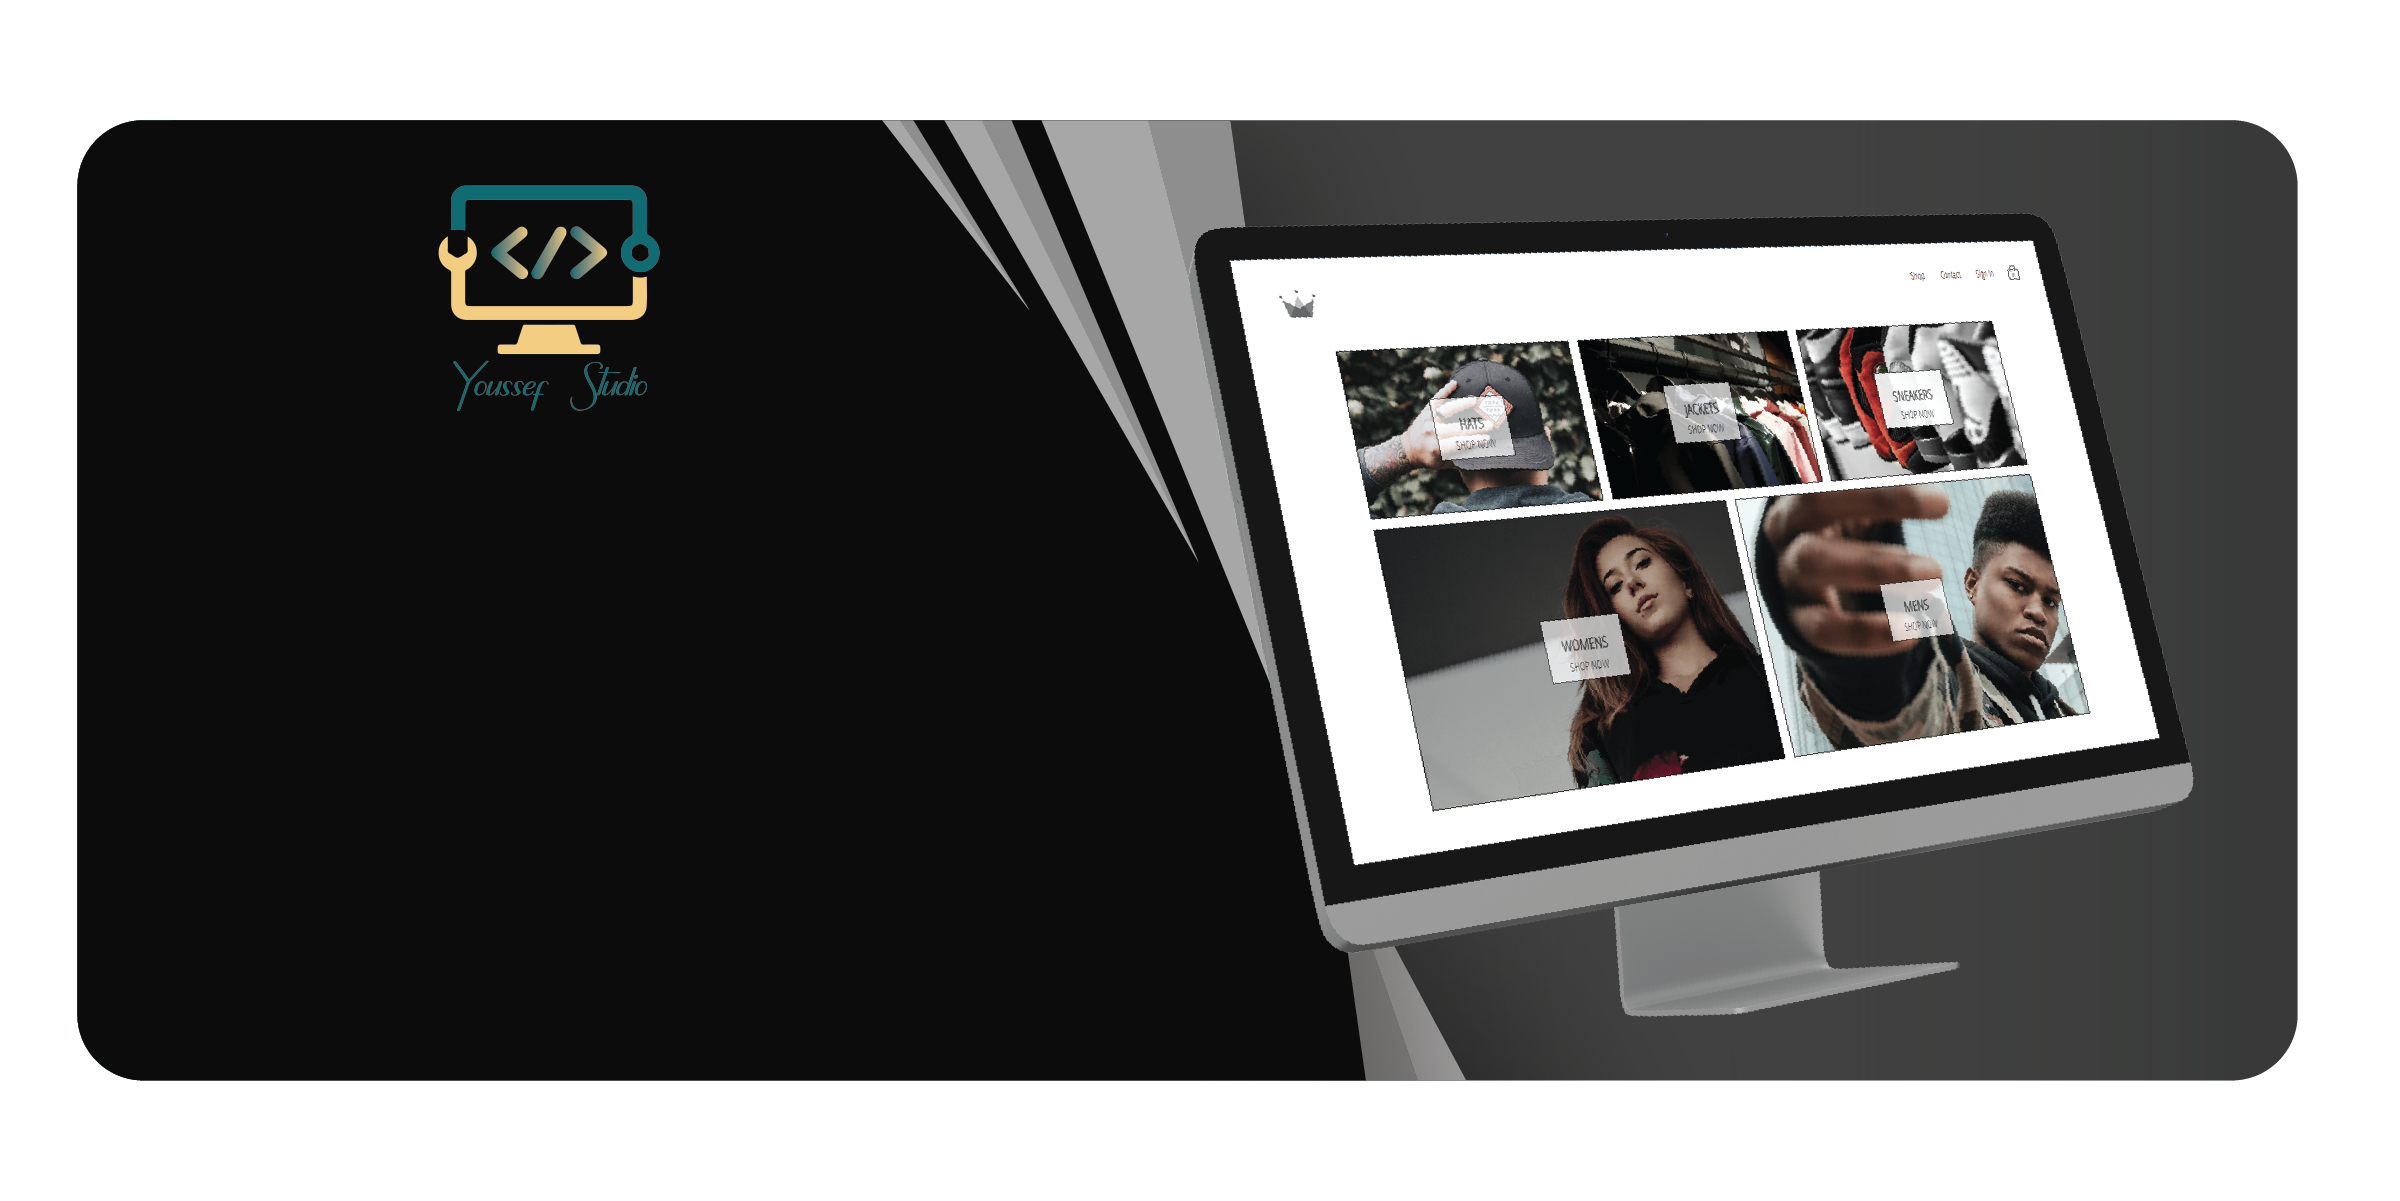 </>
Youssef Studio
Shop Contact Sign In
HATS
SHOP NOW
JACKETS
SHOP NOW
SNEAKERS
SHOP NOW
WOMENS
SHOP NOW
MENS
SHOP NOW